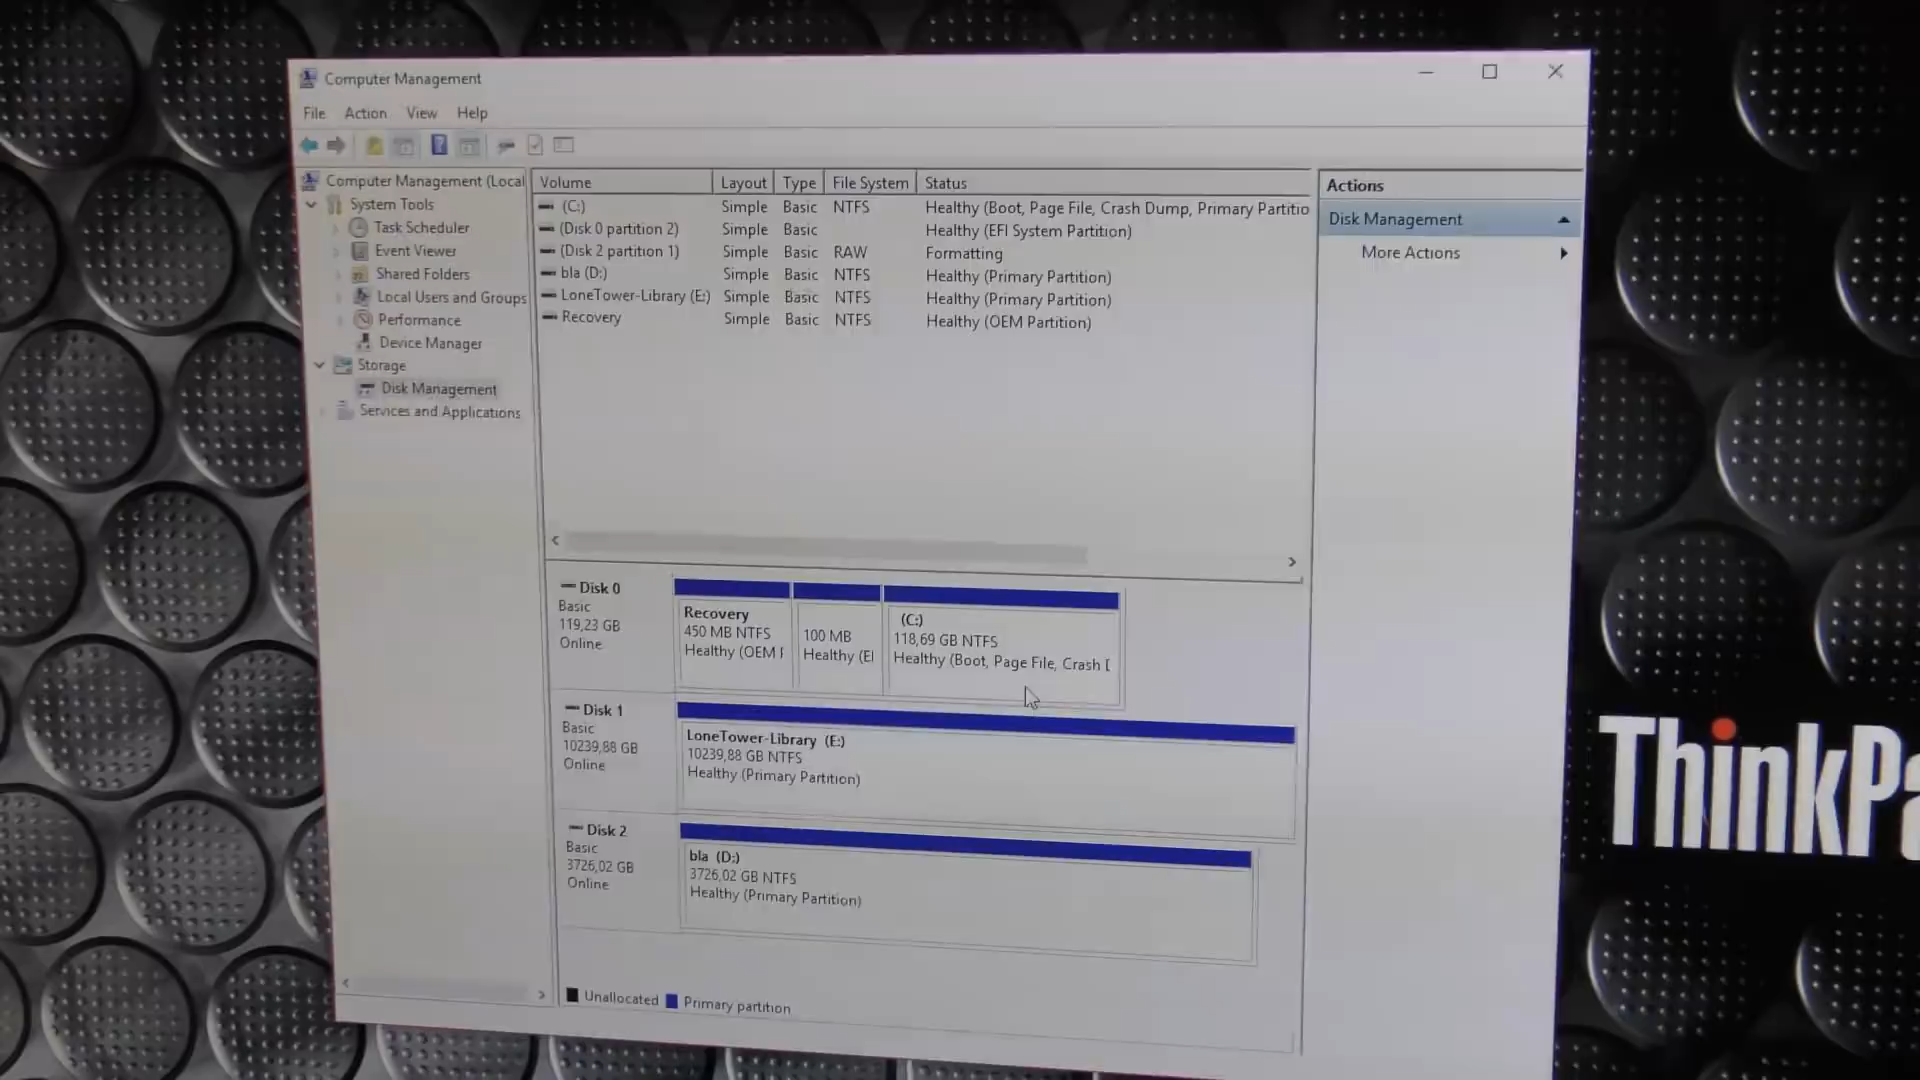 Computer Management
File Action View Help
Computer Management (Local
System Tools
Task Scheduler
Event Viewer
Shared Folders
Local Users and Groups
Performance
Device Manager
Storage
Disk Management
Services and Applications
Volume Layout Type File System Status
(C:) Simple Basic NTFS Healthy (Boot, Page File, Crash Dump, Primary Partitio
(Disk 0 partition 2) Simple Basic Healthy (EFI System Partition)
(Disk 2 partition 1) Simple Basic RAW Formatting
bla (D:) Simple Basic NTFS Healthy (Primary Partition)
LoneTower-Library (E:) Simple Basic NTFS Healthy (Primary Partition)
Recovery Simple Basic NTFS Healthy (OEM Partition)
Actions
Disk Management
More Actions
Disk 0
Basic
119,23 GB
Online
Recovery
450 MB NTFS
Healthy (OEM P
100 MB
Healthy (EI
(C:)
118,69 GB NTFS
Healthy (Boot, Page File, Crash D
Disk 1
Basic
10239,88 GB
Online
LoneTower-Library (E:)
10239,88 GB NTFS
Healthy (Primary Partition)
Disk 2
Basic
3726,02 GB
Online
bla (D:)
3726,02 GB NTFS
Healthy (Primary Partition)
Unallocated Primary partition
ThinkPa